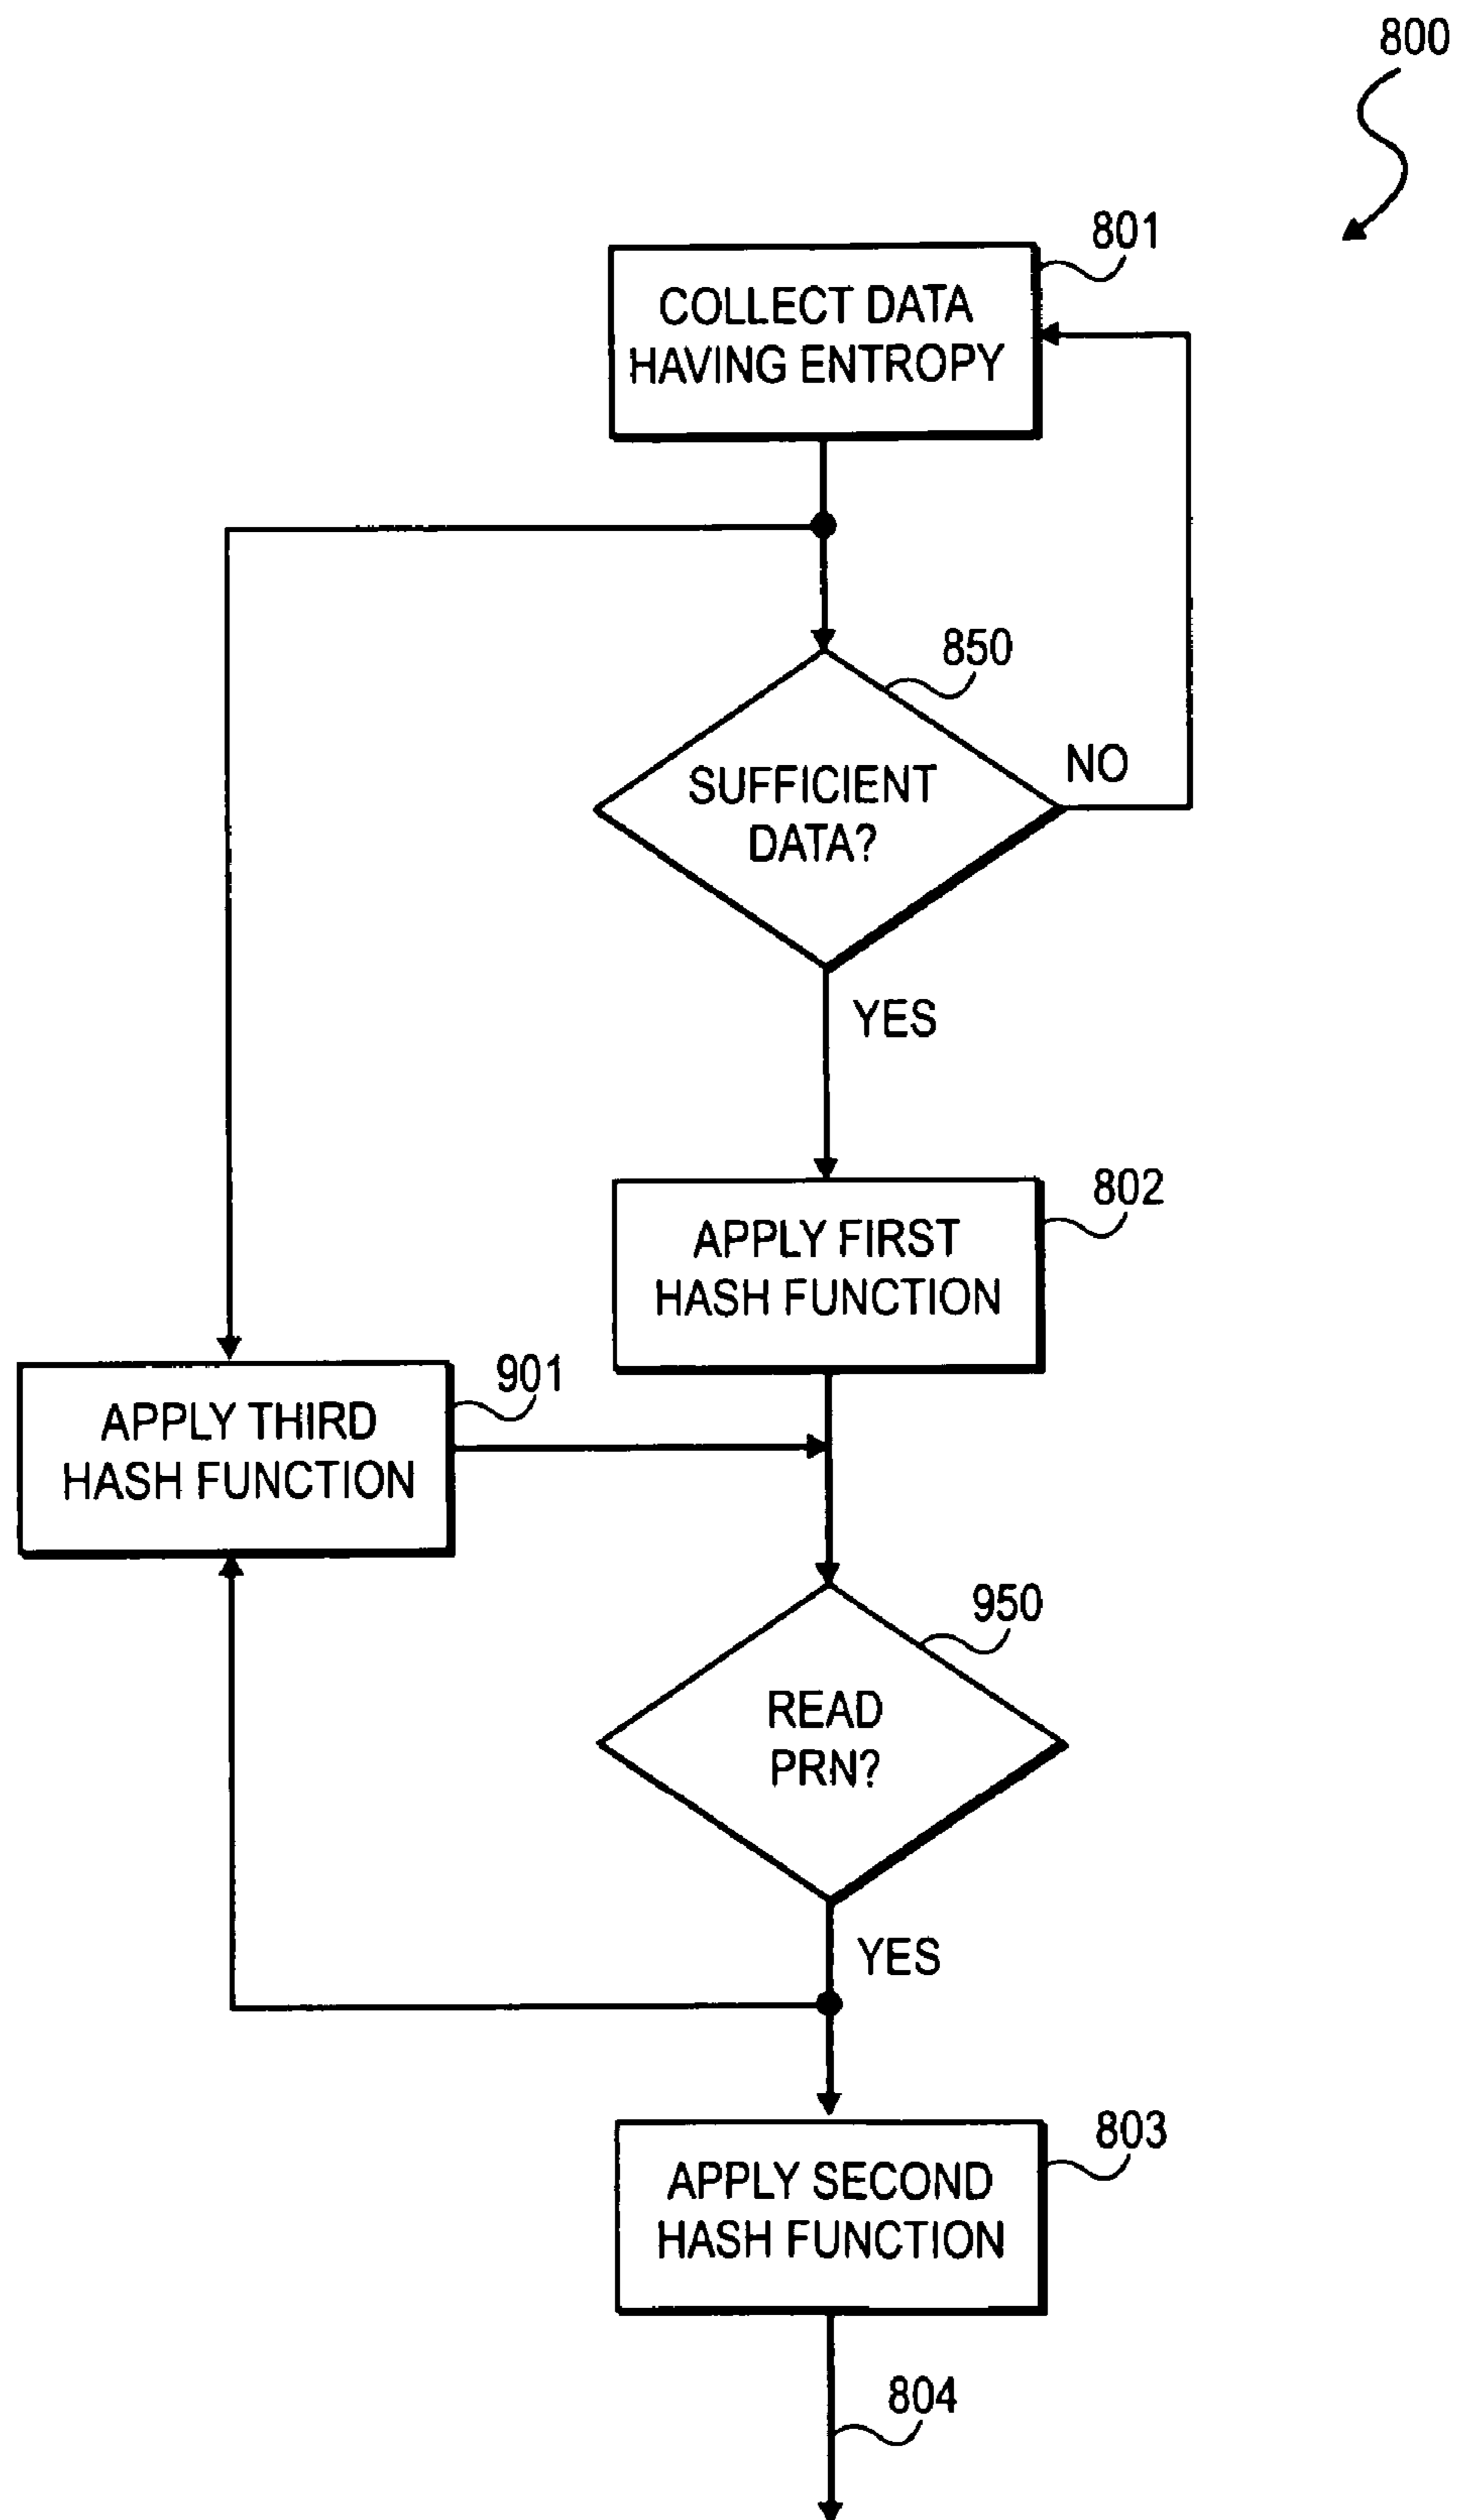 800
801
COLLECT DATA
HAVING ENTROPY
850
SUFFICIENT
DATA?
NO
YES
802
APPLY FIRST
HASH FUNCTION
901
APPLY THIRD
HASH FUNCTION
950
READ
PRN?
YES
803
APPLY SECOND
HASH FUNCTION
804